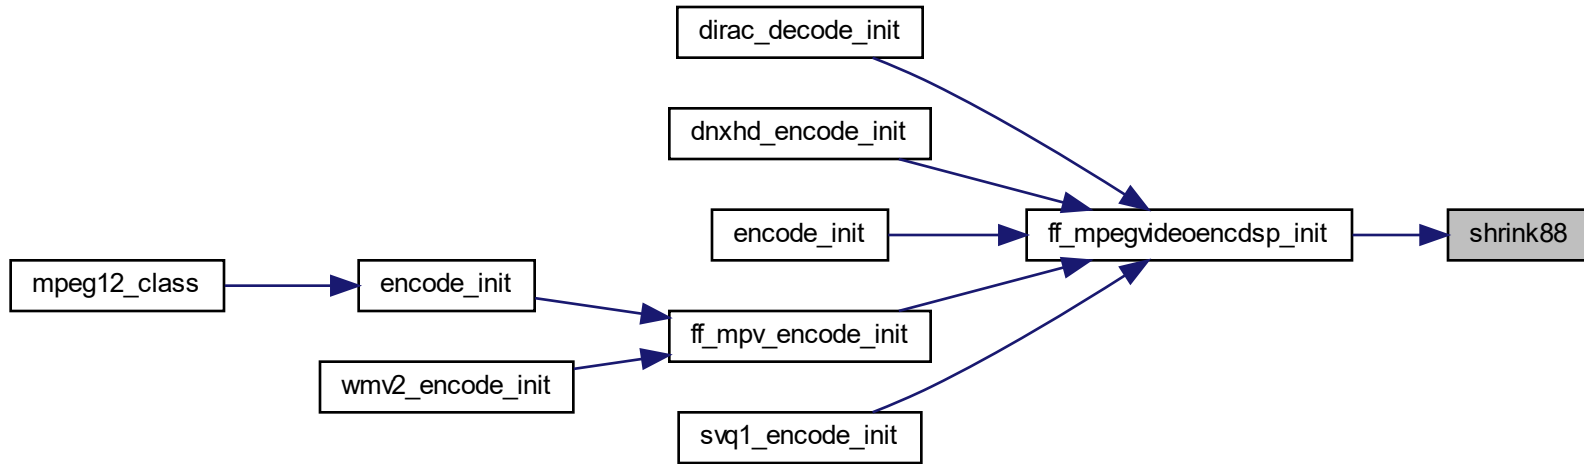 dirac_decode_init
dnxhd_encode_init
encode_init
ff_mpegvideoencdsp_init
shrink88
mpeg12_class
encode_init
ff_mpv_encode_init
wmv2_encode_init
svq1_encode_init